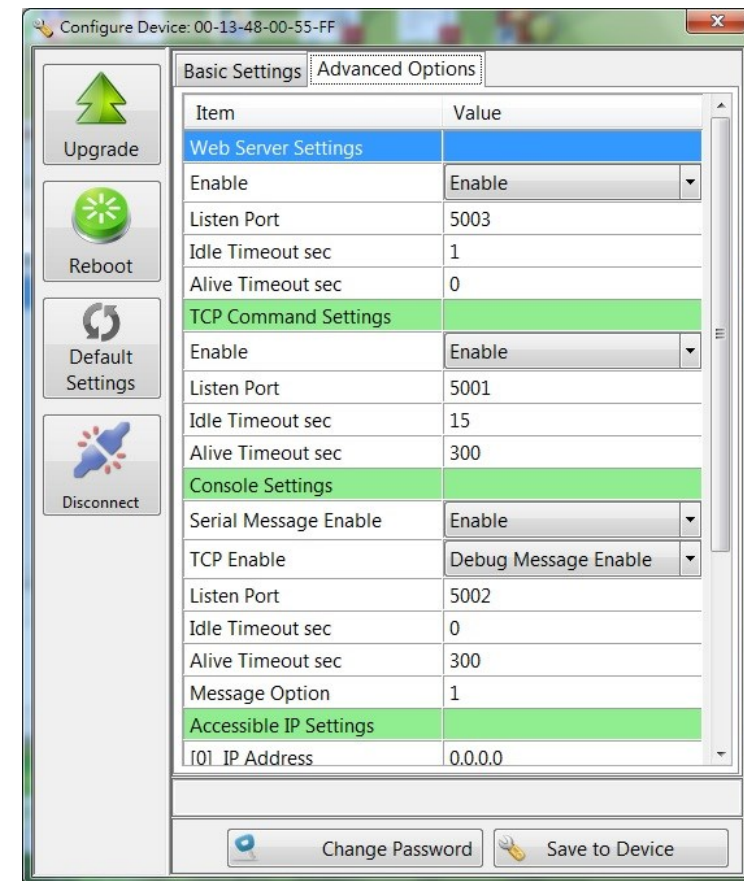 Configure Device: 00-13-48-00-55-FF
Upgrade
Reboot
Default
Settings
Disconnect
Basic Settings Advanced Options
Item Value
Web Server Settings
Enable Enable
Listen Port 5003
Idle Timeout sec 1
Alive Timeout sec 0
TCP Command Settings
Enable Enable
Listen Port 5001
Idle Timeout sec 15
Alive Timeout sec 300
Console Settings
Serial Message Enable Enable
TCP Enable Debug Message Enable
Listen Port 5002
Idle Timeout sec 0
Alive Timeout sec 300
Message Option 1
Accessible IP Settings
[0] IP Address 0.0.0.0
Change Password Save to Device